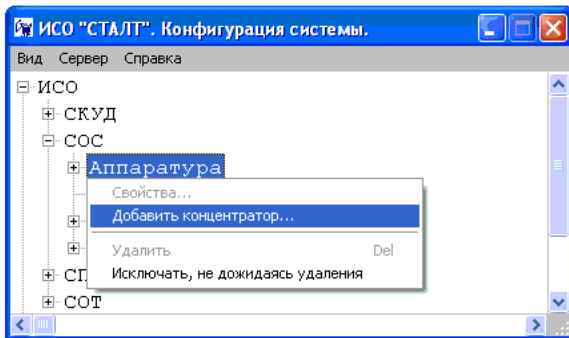 ИСО "СТАЛТ". Конфигурация системы.
Вид Сервер Справка
ИСО
СКУД
СОС
Аппаратура
Свойства...
Добавить концентратор...
Удалить Del
Исключать, не дожидаясь удаления
СОТ